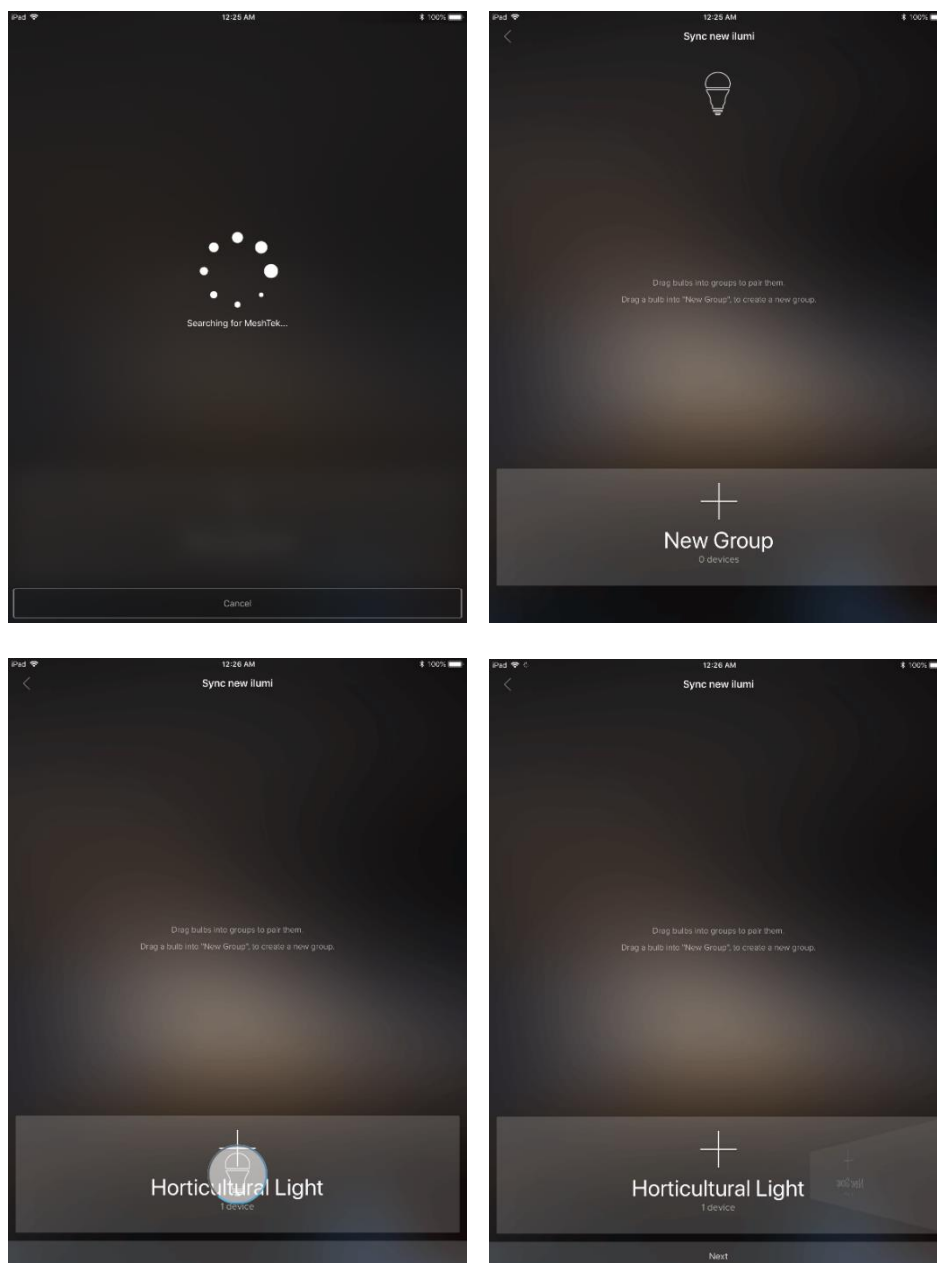 iPad 12:25 AM 100%
Searching for MeshTek...
Cancel
iPad 12:25 AM 100%
Sync new ilumi
Drag bulbs into groups to pair them.
Drag a bulb into "New Group", to create a new group.
New Group
0 devices
iPad 12:26 AM 100%
Sync new ilumi
Drag bulbs into groups to pair them.
Drag a bulb into "New Group", to create a new group.
Horticultural Light
1 device
iPad 12:26 AM 100%
Sync new ilumi
Drag bulbs into groups to pair them.
Drag a bulb into "New Group", to create a new group.
Horticultural Light
1 device
Next